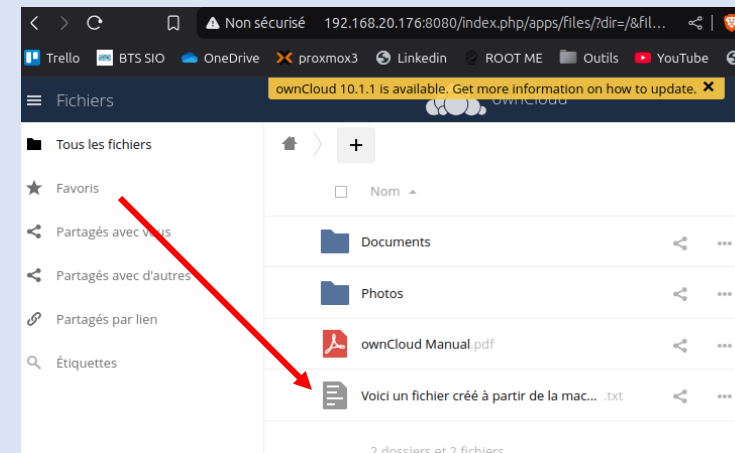 Non sécurisé 192.168.20.176:8080/index.php/apps/files/?dir=/&fil...
Trello BTS SIO OneDrive proxmox3 Linkedin ROOT ME Outils YouTube
Fichiers
ownCloud 10.1.1 is available. Get more information on how to update. ×
ownCloud
Tous les fichiers
+
Favoris
Nom
Partagés avec vous
Documents
Partagés avec d'autres
Photos
Partagés par lien
ownCloud Manual.pdf
Étiquettes
Voici un fichier créé à partir de la mac... .txt
2 dossiers et 2 fichiers